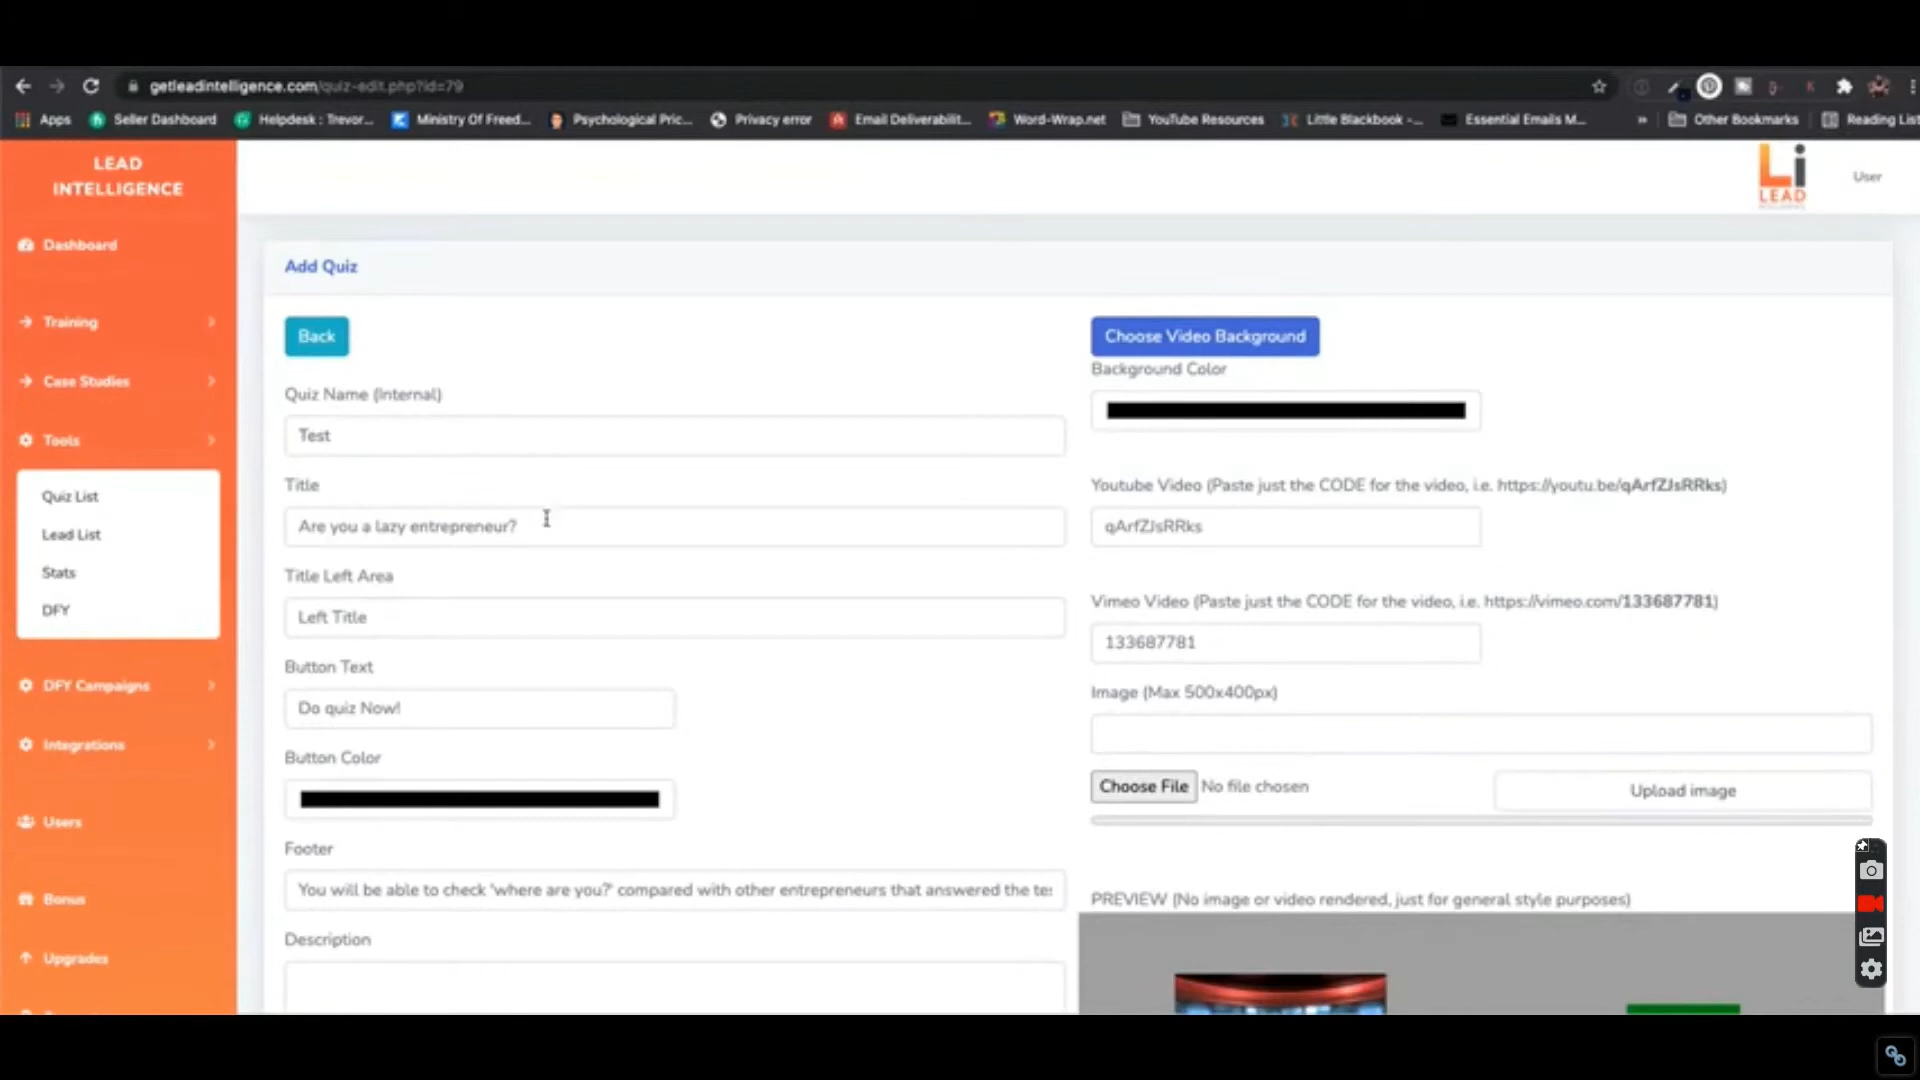 getleadintelligence.com/quiz-edit.php?id=79
Apps
Seller Dashboard
Helpdesk : Trevor...
Ministry Of Freed...
Psychological Pric...
Privacy error
Email Deliverabilit...
Word-Wrap.net
YouTube Resources
Little Blackbook -...
Essential Emails M...
»
Other Bookmarks
Reading List
LEAD
INTELLIGENCE
Dashboard
Training
Case Studies
Tools
Quiz List
Lead List
Stats
DFY
DFY Campaigns
Integrations
Users
Bonus
Upgrades
Li
LEAD
User
Add Quiz
Back
Quiz Name (Internal)
Test
Title
Are you a lazy entrepreneur?
Title Left Area
Left Title
Button Text
Do quiz Now!
Button Color
Footer
You will be able to check 'where are you?' compared with other entrepreneurs that answered the te
Description
Choose Video Background
Background Color
Youtube Video (Paste just the CODE for the video, i.e. https://youtu.be/qArfZJsRRks)
qArfZJsRRks
Vimeo Video (Paste just the CODE for the video, i.e. https://vimeo.com/133687781)
133687781
Image (Max 500x400px)
Choose File No file chosen
Upload image
PREVIEW (No image or video rendered, just for general style purposes)